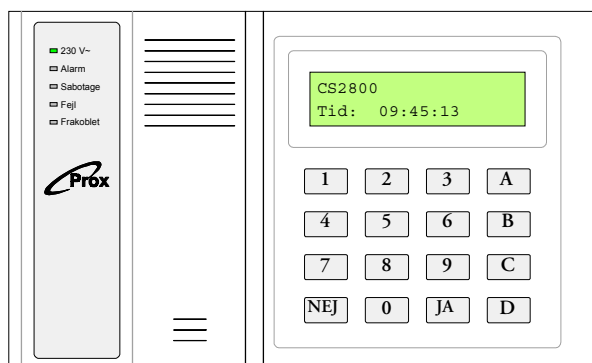 230 V~
Alarm
Sabotage
Fejl
Frakoblet
Prox
CS2800
Tid: 09:45:13
1 2 3 A
4 5 6 B
7 8 9 C
NEJ 0 JA D